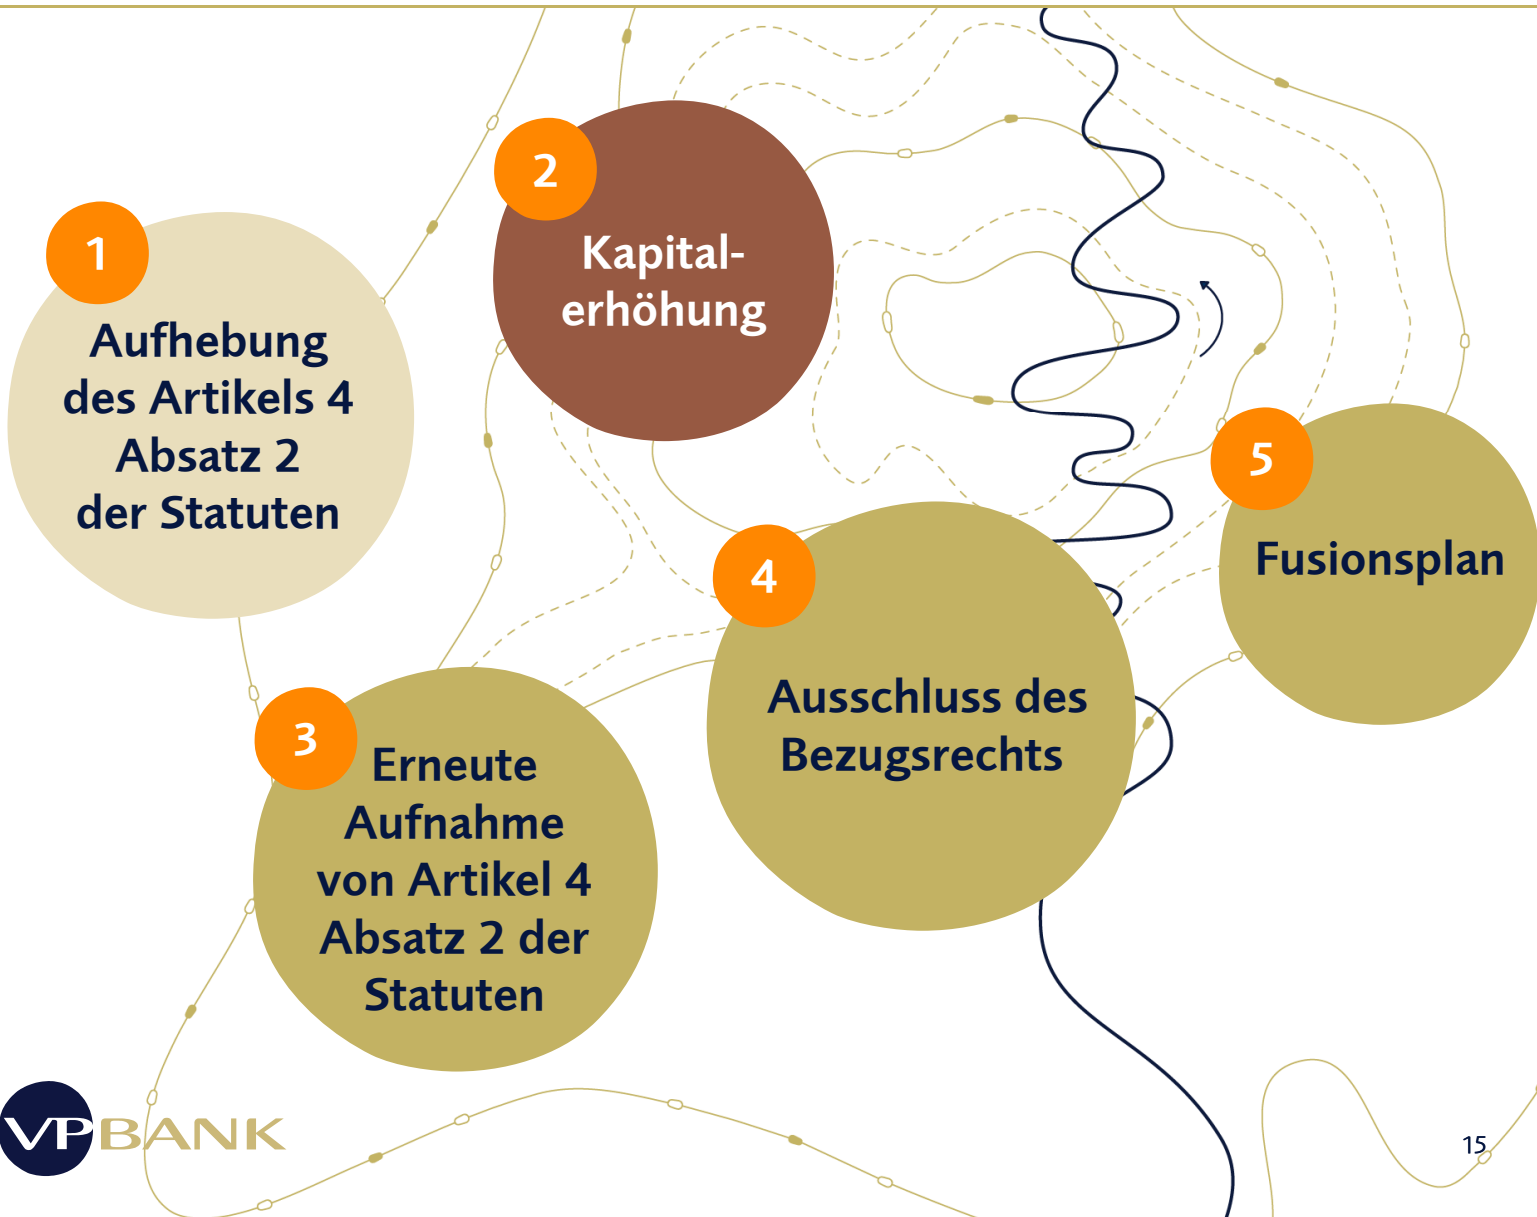 1
Aufhebung
des Artikels 4
Absatz 2
der Statuten
2
Kapital-
erhöhung
3
Erneute
Aufnahme
von Artikel 4
Absatz 2 der
Statuten
4
Ausschluss des
Bezugsrechts
5
Fusionsplan
VPBANK
15